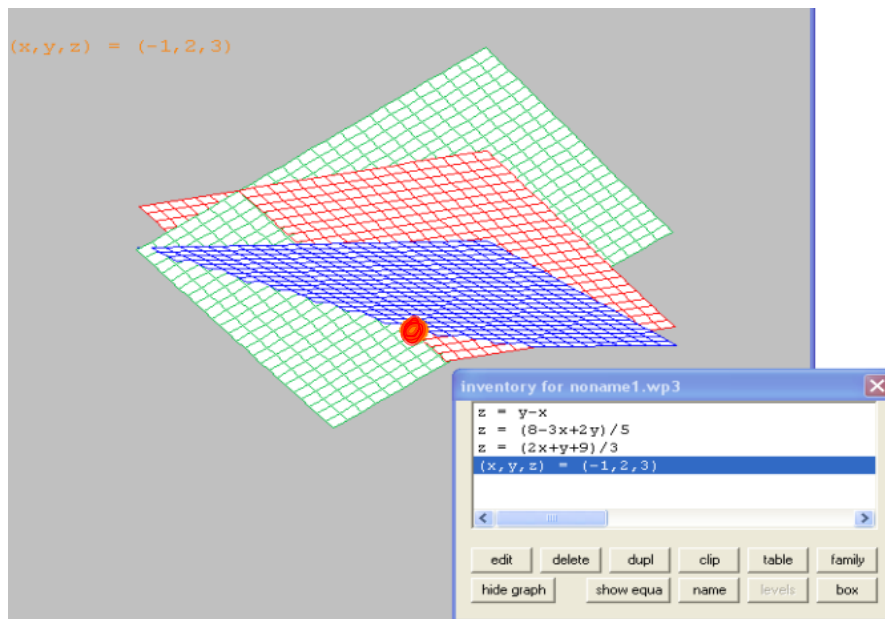 (x,y,z) = (-1,2,3)
inventory for noname1.wp3
z = y-x
z = (8-3x+2y)/5
z = (2x+y+9)/3
(x,y,z) = (-1,2,3)
edit delete dupl clip table family
hide graph show equa name levels box